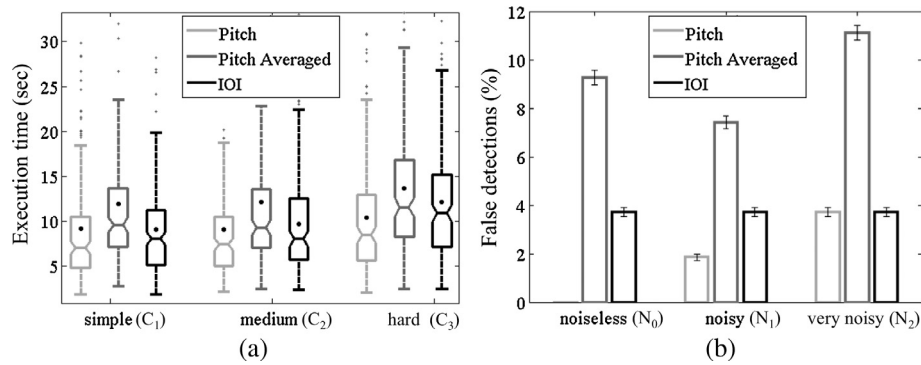 Execution time (sec)
30
25
20
15
10
5
Pitch
Pitch Averaged
IOI
simple (C₁)
medium (C₂)
hard (C₃)
(a)
False detections (%)
12
10
8
6
4
2
0
Pitch
Pitch Averaged
IOI
noiseless (N₀)
noisy (N₁)
very noisy (N₂)
(b)